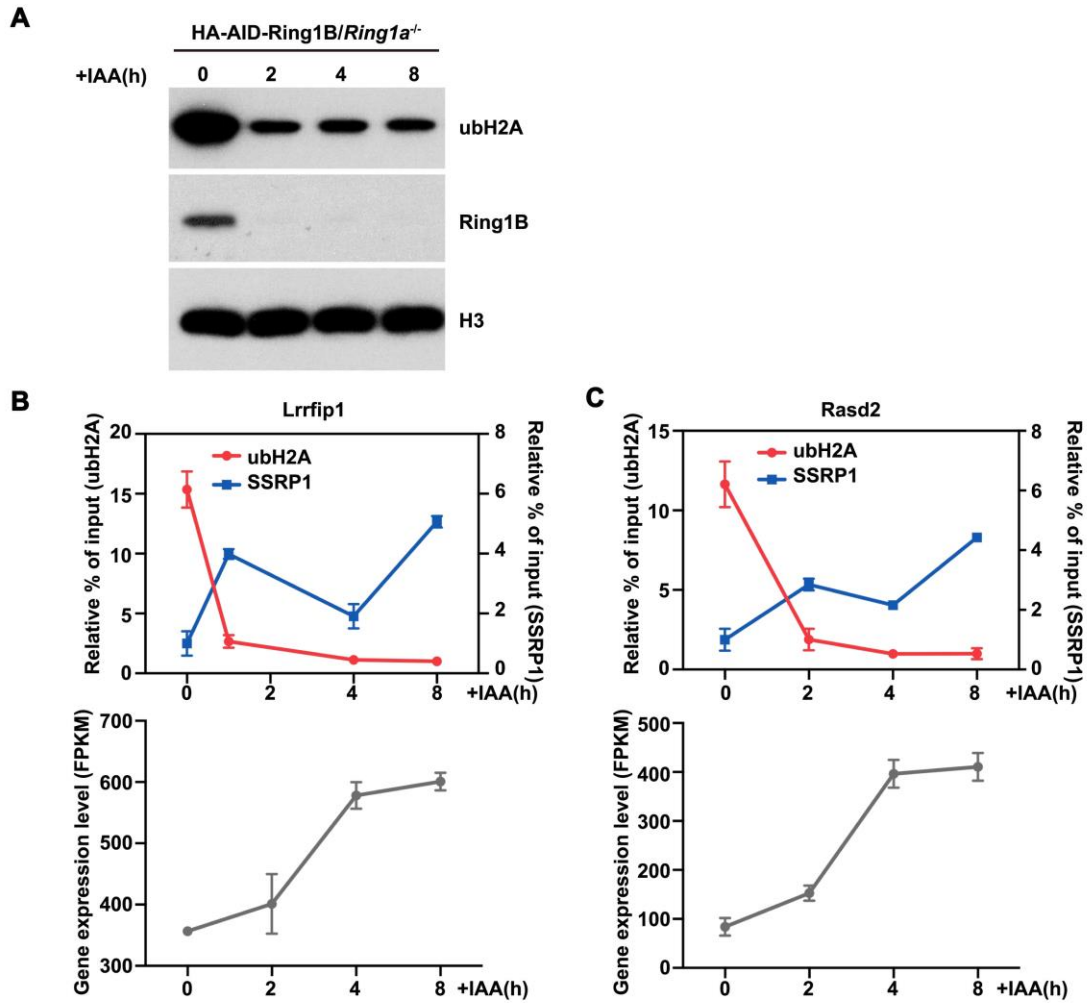 A
HA-AID-Ring1B/Ring1a-/-
+IAA(h) 0 2 4 8
ubH2A
Ring1B
H3
B
Lrrfip1
Relative % of input (ubH2A)
20
15
10
5
0
ubH2A
SSRP1
8
6
4
2
0
Relative % of input (SSRP1)
0 2 4 8 +IAA(h)
Gene expression level (FPKM)
700
600
500
400
300
0 2 4 8 +IAA(h)
C
Rasd2
Relative % of input (ubH2A)
15
10
5
0
ubH2A
SSRP1
8
6
4
2
0
Relative % of input (SSRP1)
0 2 4 8 +IAA(h)
Gene expression level (FPKM)
500
400
300
200
100
0
0 2 4 8 +IAA(h)